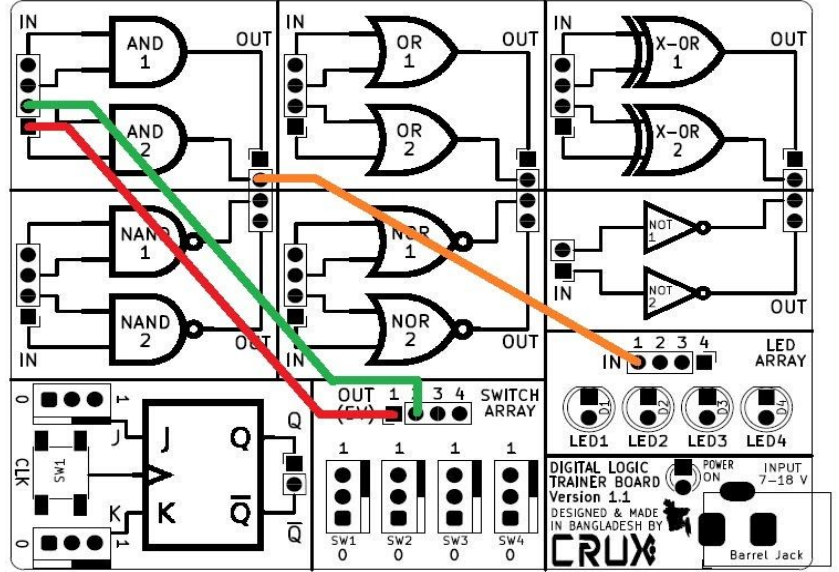 IN
AND
1
OUT
AND
2
OR
1
OUT
OR
2
IN
X-OR
1
OUT
X-OR
2
NAND
1
NAND
2
IN
OUT
NOR
1
NOR
2
IN
OUT
NOT
1
NOT
2
IN
OUT
1 2 3 4
IN
LED
ARRAY
D1
D2
D3
D4
LED1 LED2 LED3 LED4
0
1
J
CLK
SW1
K
0
1
J
K
Q
Q
Q
Q
OUT
(5V)
1 3 4
SWITCH
ARRAY
1 1 1 1
SW1 SW2 SW3 SW4
0 0 0 0
DIGITAL LOGIC
TRAINER BOARD
Version 1.1
DESIGNED & MADE
IN BANGLADESH BY
CRUX
POWER
ON
INPUT
7-18 V
Barrel Jack